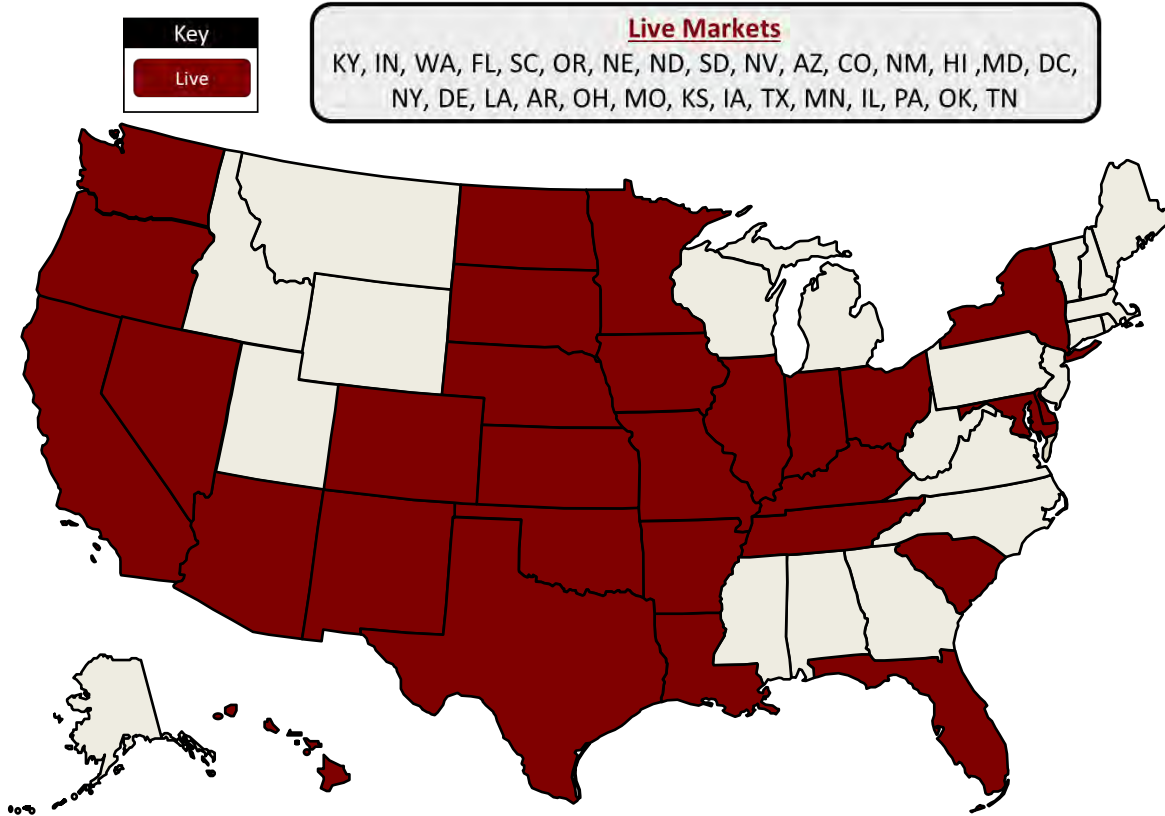 Key
Live
Live Markets
KY, IN, WA, FL, SC, OR, NE, ND, SD, NV, AZ, CO, NM, HI ,MD, DC,
NY, DE, LA, AR, OH, MO, KS, IA, TX, MN, IL, PA, OK, TN